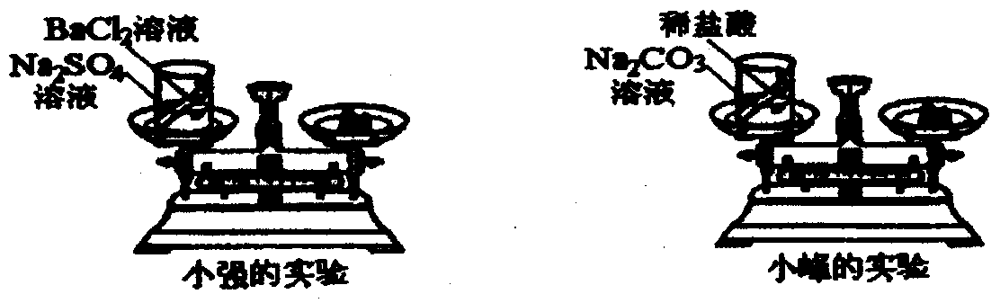 BaCl₂溶液
Na₂SO₄
溶液
小强的实验
稀盐酸
Na₂CO₃
溶液
小峰的实验